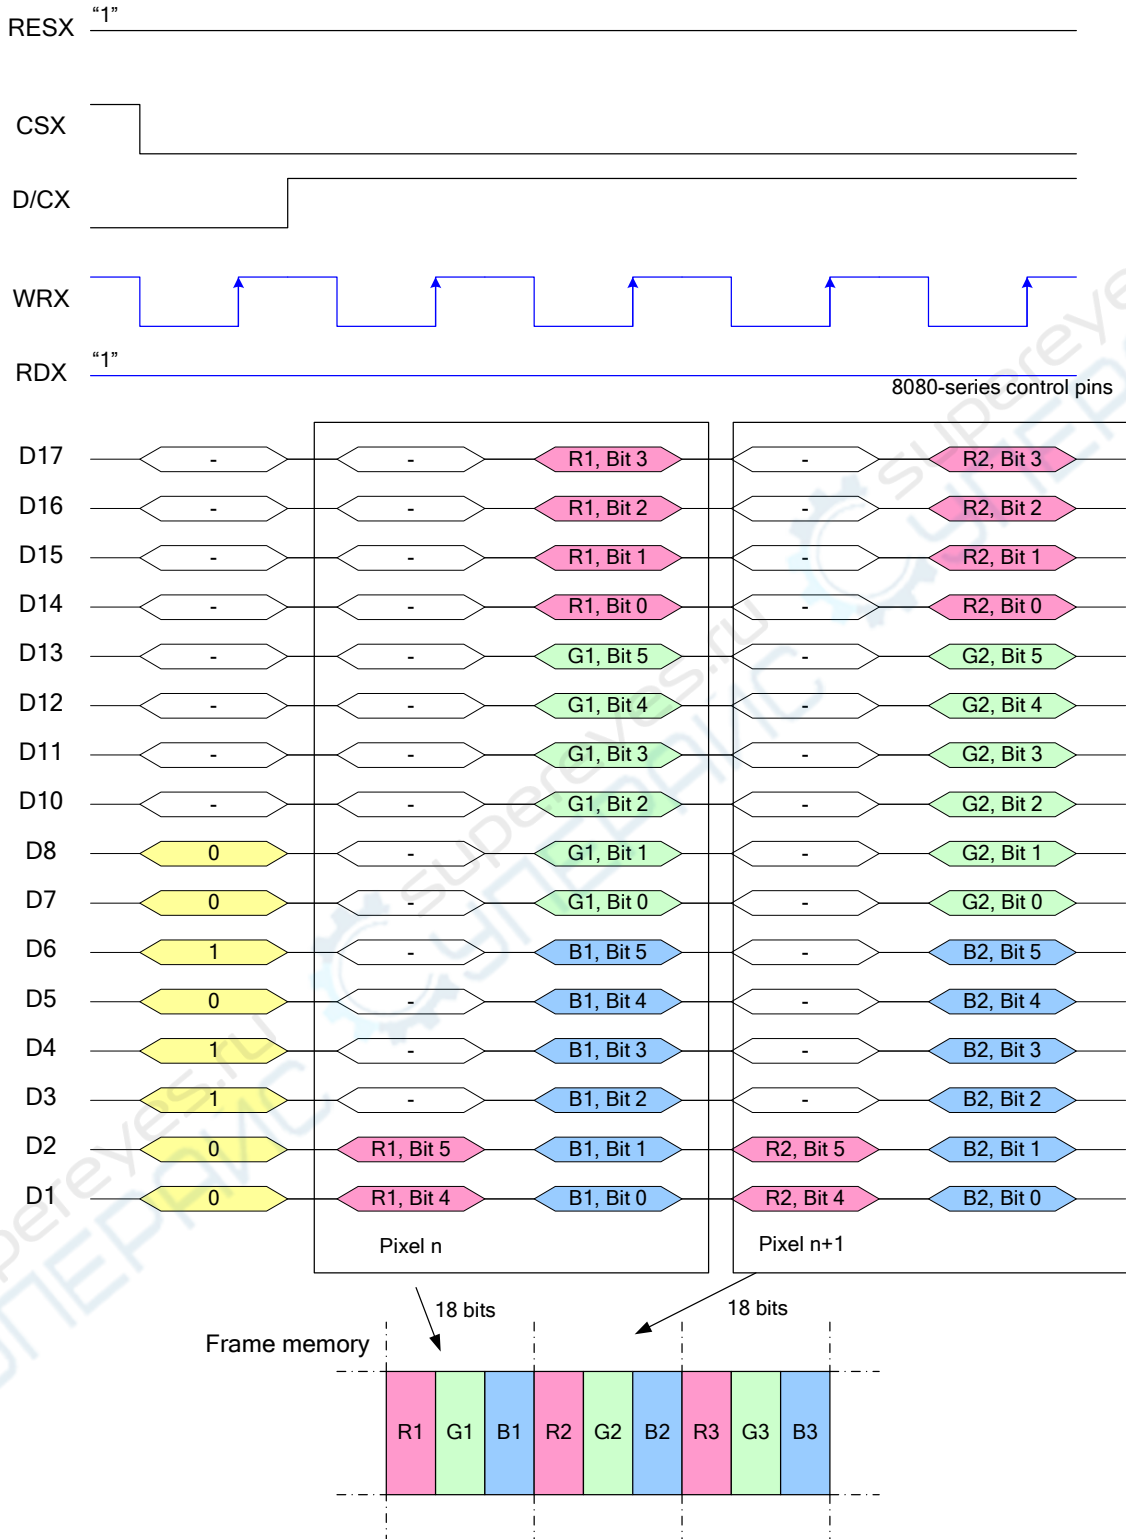 RESX "1"
CSX
D/CX
WRX
RDX "1"
8080-series control pins
D17 - - R1, Bit 3 - R2, Bit 3
D16 - - R1, Bit 2 - R2, Bit 2
D15 - - R1, Bit 1 - R2, Bit 1
D14 - - R1, Bit 0 - R2, Bit 0
D13 - - G1, Bit 5 - G2, Bit 5
D12 - - G1, Bit 4 - G2, Bit 4
D11 - - G1, Bit 3 - G2, Bit 3
D10 - - G1, Bit 2 - G2, Bit 2
D8 0 - G1, Bit 1 - G2, Bit 1
D7 0 - G1, Bit 0 - G2, Bit 0
D6 1 - B1, Bit 5 - B2, Bit 5
D5 0 - B1, Bit 4 - B2, Bit 4
D4 1 - B1, Bit 3 - B2, Bit 3
D3 1 - B1, Bit 2 - B2, Bit 2
D2 0 R1, Bit 5 B1, Bit 1 R2, Bit 5 B2, Bit 1
D1 0 R1, Bit 4 B1, Bit 0 R2, Bit 4 B2, Bit 0
Pixel n Pixel n+1
18 bits 18 bits
Frame memory
R1 G1 B1 R2 G2 B2 R3 G3 B3
supereyes.ru
УПЕРАЙС